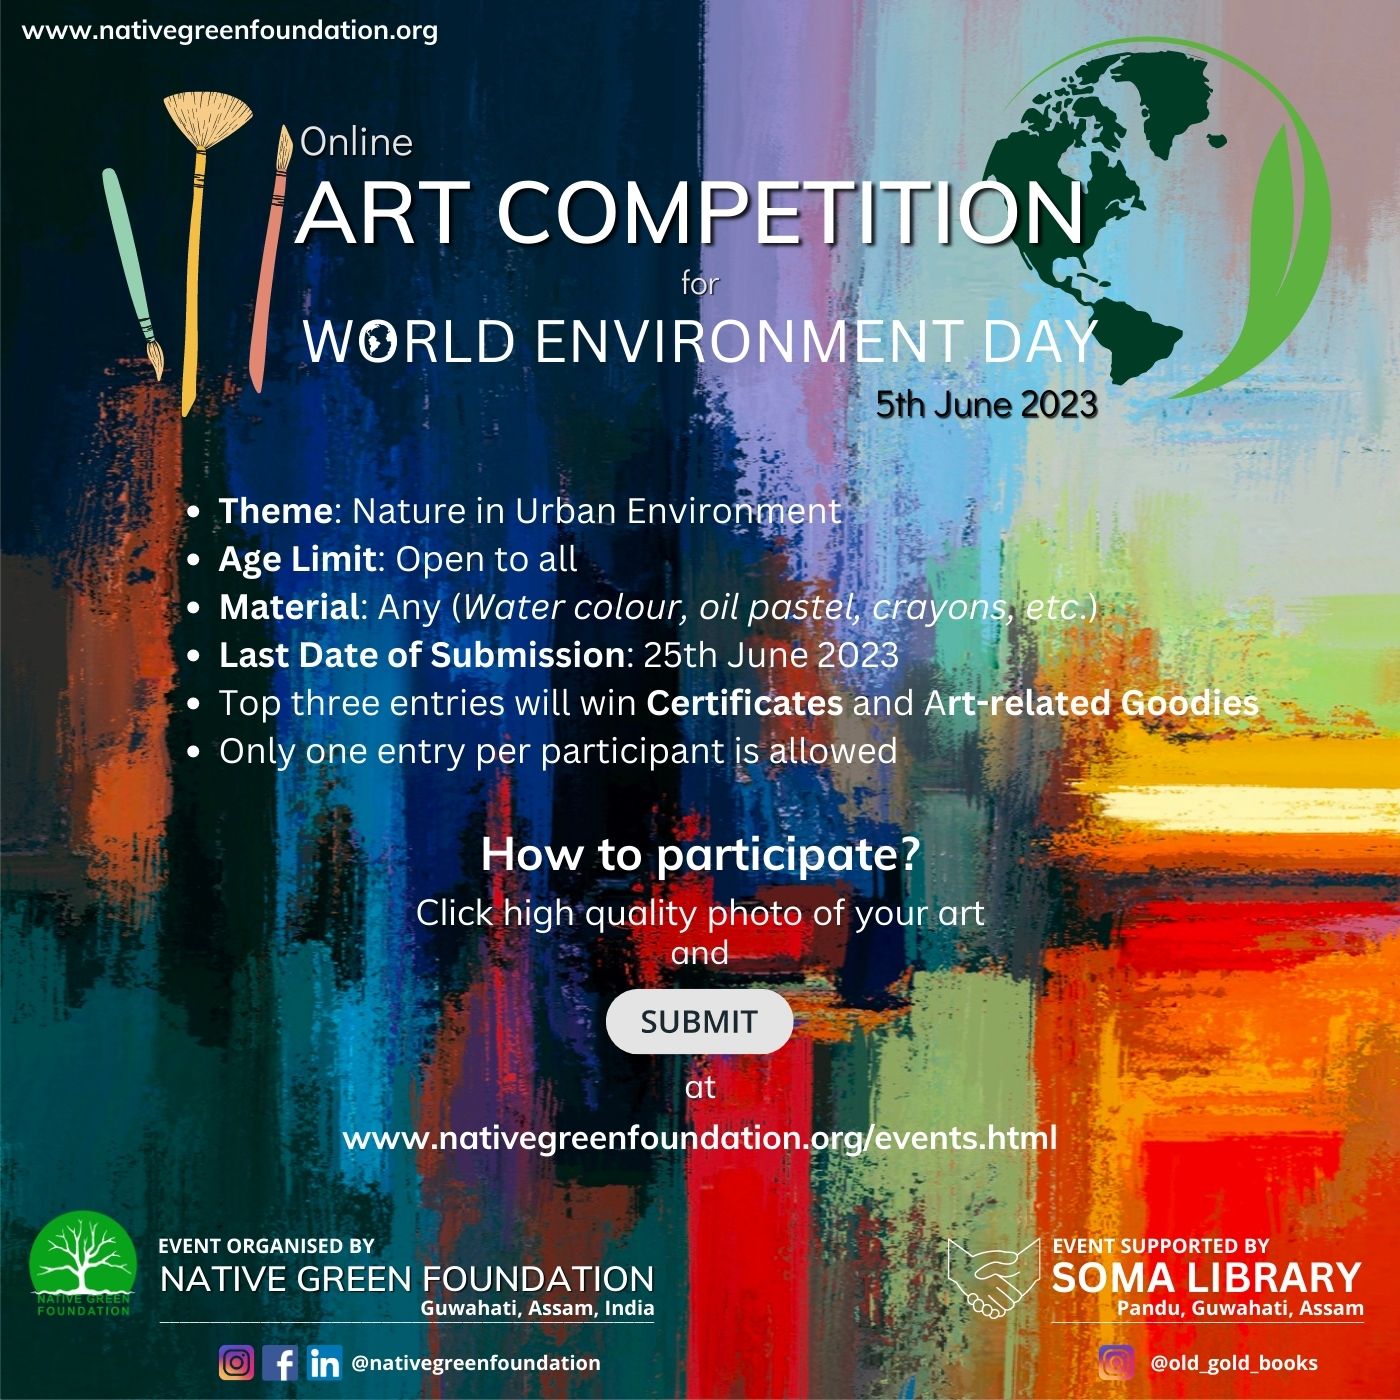 www.nativegreenfoundation.org
Online
ART COMPETITION
for
WORLD ENVIRONMENT DAY
5th June 2023
• Theme: Nature in Urban Environment
• Age Limit: Open to all
• Material: Any (Water colour, oil pastel, crayons, etc.)
• Last Date of Submission: 25th June 2023
• Top three entries will win Certificates and Art-related Goodies
• Only one entry per participant is allowed
How to participate?
Click high quality photo of your art
and
SUBMIT
at
www.nativegreenfoundation.org/events.html
NATIVE GREEN
FOUNDATION
EVENT ORGANISED BY
NATIVE GREEN FOUNDATION
Guwahati, Assam, India
@nativegreenfoundation
EVENT SUPPORTED BY
SOMA LIBRARY
Pandu, Guwahati, Assam
@old_gold_books